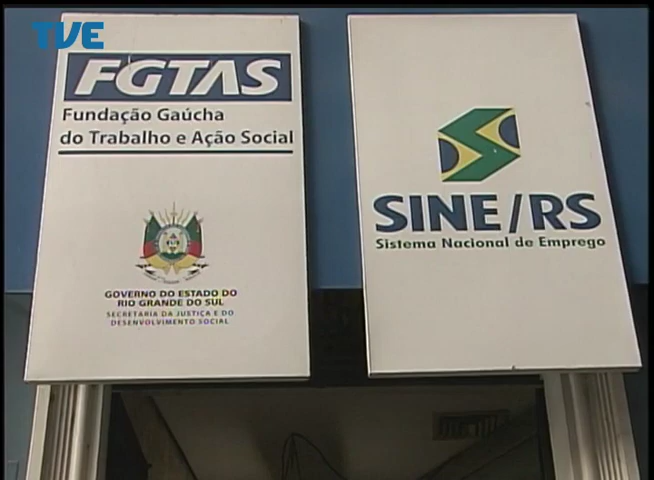 TVE
FGTAS
Fundação Gaúcha
do Trabalho e Ação Social
GOVERNO DO ESTADO DO
RIO GRANDE DO SUL
SECRETARIA DA JUSTIÇA E DO
DESENVOLVIMENTO SOCIAL
SINE/RS
Sistema Nacional de Emprego